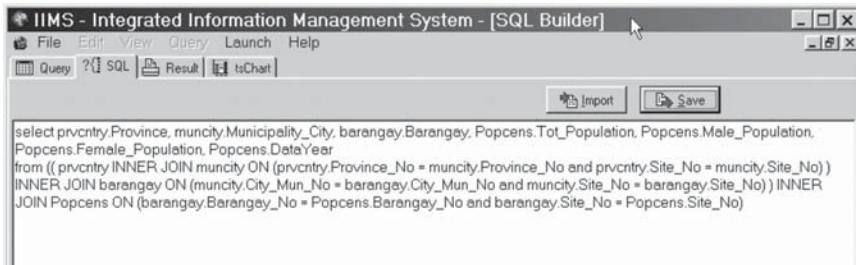 IIMS - Integrated Information Management System - [SQL Builder]
File Edit View Query Launch Help
Query ?{} SQL Result tsChart
Import Save
select prvcntry.Province, muncity.Municipality_City, barangay.Barangay, Popcens.Tot_Population, Popcens.Male_Population,
Popcens.Female_Population, Popcens.DataYear
from (( prvcntry INNER JOIN muncity ON (prvcntry.Province_No = muncity.Province_No and prvcntry.Site_No = muncity.Site_No) )
INNER JOIN barangay ON (muncity.City_Mun_No = barangay.City_Mun_No and muncity.Site_No = barangay.Site_No) ) INNER
JOIN Popcens ON (barangay.Barangay_No = Popcens.Barangay_No and barangay.Site_No = Popcens.Site_No)